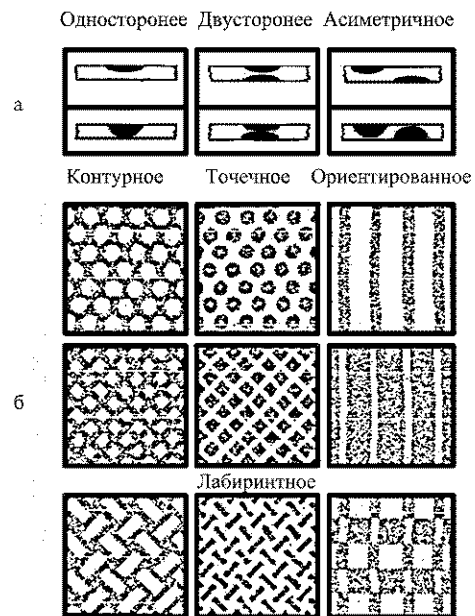 Одностороннее Двустороннее Асиметричное
а
Контурное Точечное Ориентированное
б
Лабиринтное